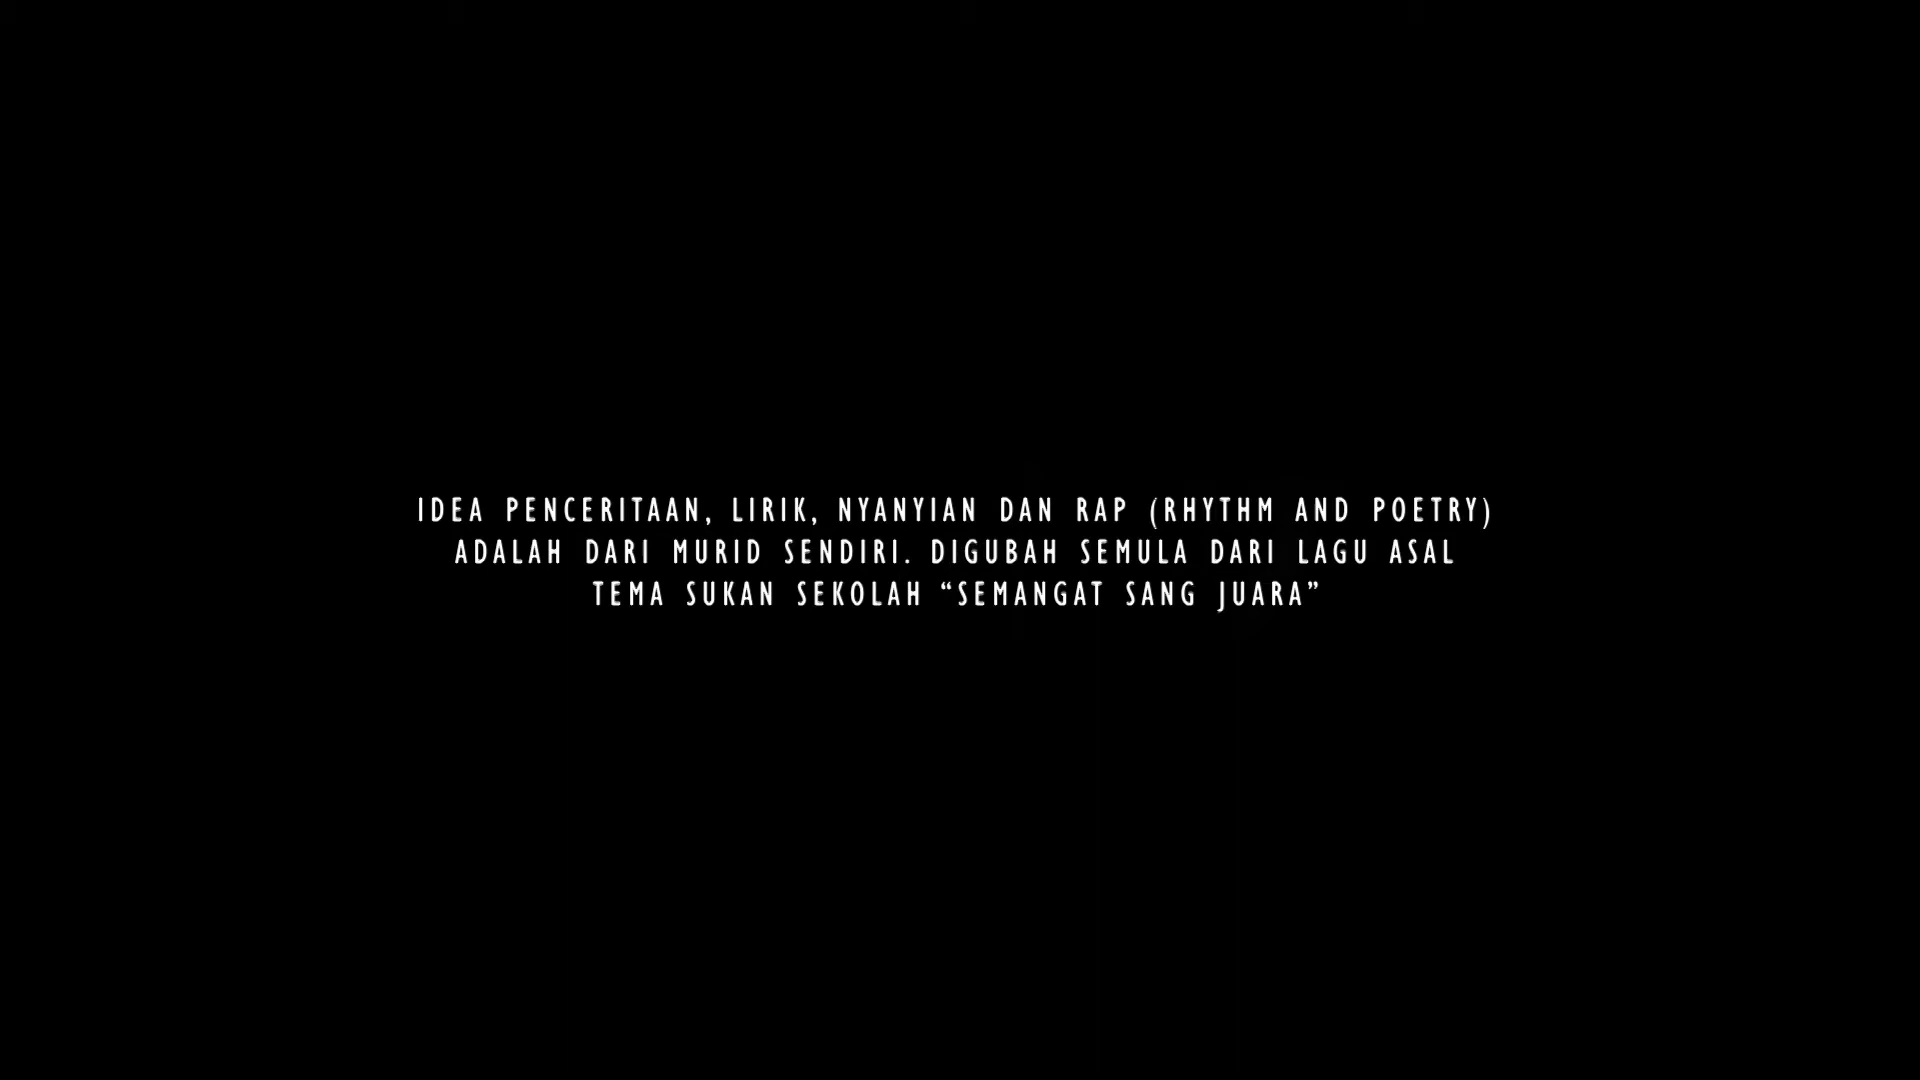 IDEA PENCERITAAN, LIRIK, NYANYIAN DAN RAP (RHYTHM AND POETRY)
ADALAH DARI MURID SENDIRI. DIGUBAH SEMULA DARI LAGU ASAL
TEMA SUKAN SEKOLAH “SEMANGAT SANG JUARA”